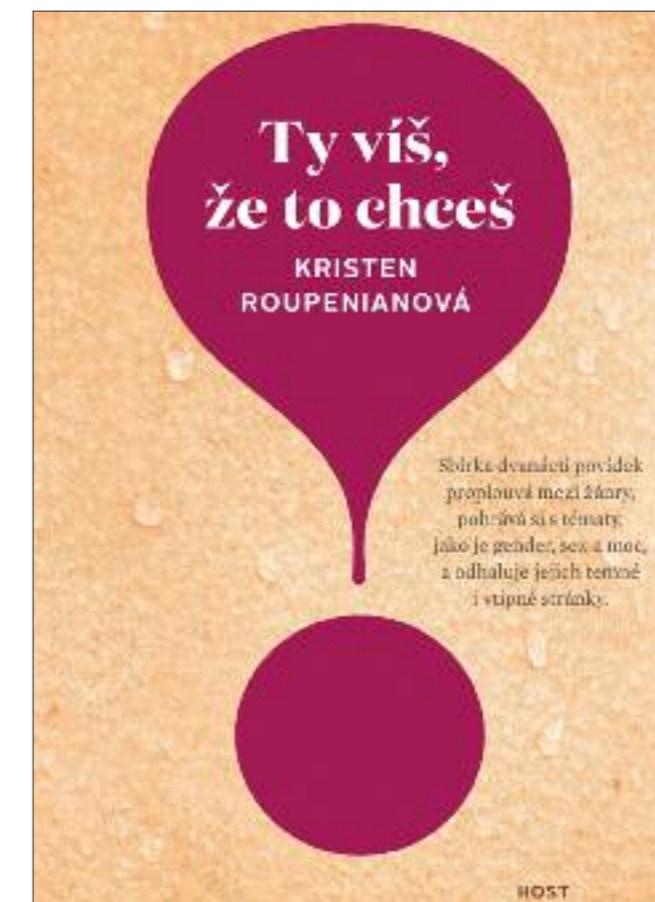 Ty víš,
že to chceš
KRISTEN
ROUPENIANOVÁ
Sbírka dvanácti povídek
proplouvá mezi žánry,
pohrává si s tématy,
jako je gender, sex a moc,
a odhaluje jejich temné
i vtipné stránky.
HOST